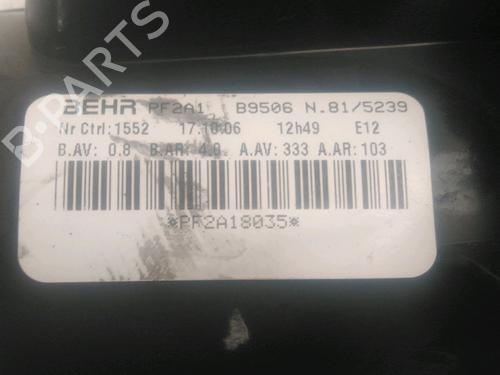 BEHR PF2A1 B9506 N.81/5239
Nr Ctrl:1552 17.10.06 12h49 E12
B.AV: 0.8 B.AR: 4.0 A.AV: 333 A.AR: 103
*PF2A18035*
B-PARTS